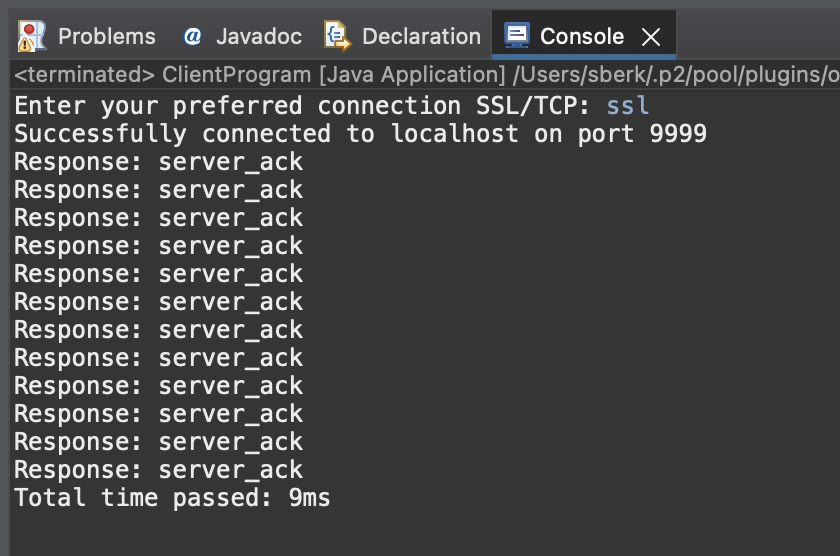 Problems @ Javadoc Declaration Console
<terminated> ClientProgram [Java Application] /Users/sberk/.p2/pool/plugins/o
Enter your preferred connection SSL/TCP: ssl
Successfully connected to localhost on port 9999
Response: server_ack
Response: server_ack
Response: server_ack
Response: server_ack
Response: server_ack
Response: server_ack
Response: server_ack
Response: server_ack
Response: server_ack
Response: server_ack
Response: server_ack
Response: server_ack
Total time passed: 9ms